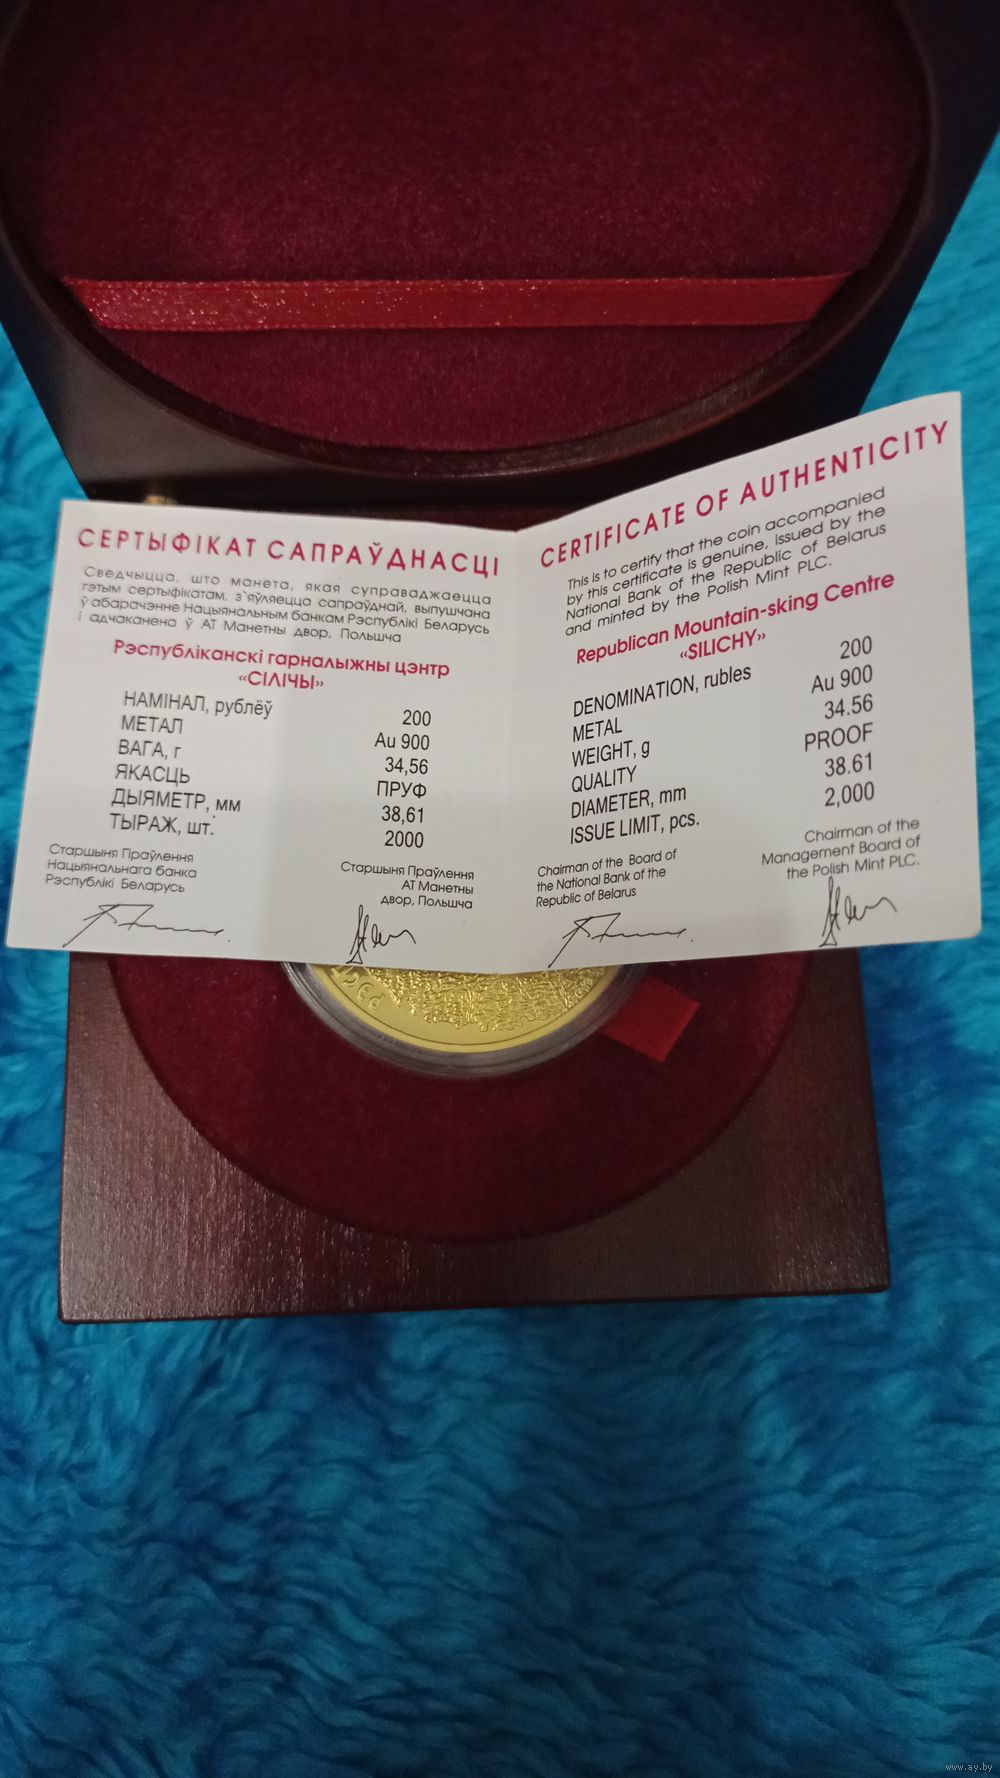 СЕРТЫФІКАТ САПРАЎДНАСЦІ
Сведчыцца, што манета, якая суправаджаецца
гэтым сертыфікатам, з`яўляецца сапраўднай, выпушчана
ў абарачэнне Нацыянальным банкам Рэспублікі Беларусь
і адчаканена ў АТ Манетны двор, Польшча
Рэспубліканскі гарналыжны цэнтр
«СІЛІЧЫ»
НАМІНАЛ, рублёў 200
МЕТАЛ Au 900
ВАГА, г 34,56
ЯКАСЦЬ ПРУФ
ДЫЯМЕТР, мм 38,61
ТЫРАЖ, шт. 2000
Старшыня Праўлення
Нацыянальнага банка
Рэспублікі Беларусь
Старшыня Праўлення
АТ Манетны
двор, Польшча
CERTIFICATE OF AUTHENTICITY
This is to certify that the coin accompanied
by this certificate is genuine, issued by the
National Bank of the Republic of Belarus
and minted by the Polish Mint PLC.
Republican Mountain-sking Centre
«SILICHY»
DENOMINATION, rubles 200
METAL Au 900
WEIGHT, g 34.56
QUALITY PROOF
DIAMETER, mm 38.61
ISSUE LIMIT, pcs. 2,000
Chairman of the Board of
the National Bank of the
Republic of Belarus
Chairman of the
Management Board of
the Polish Mint PLC.
www.ay.by